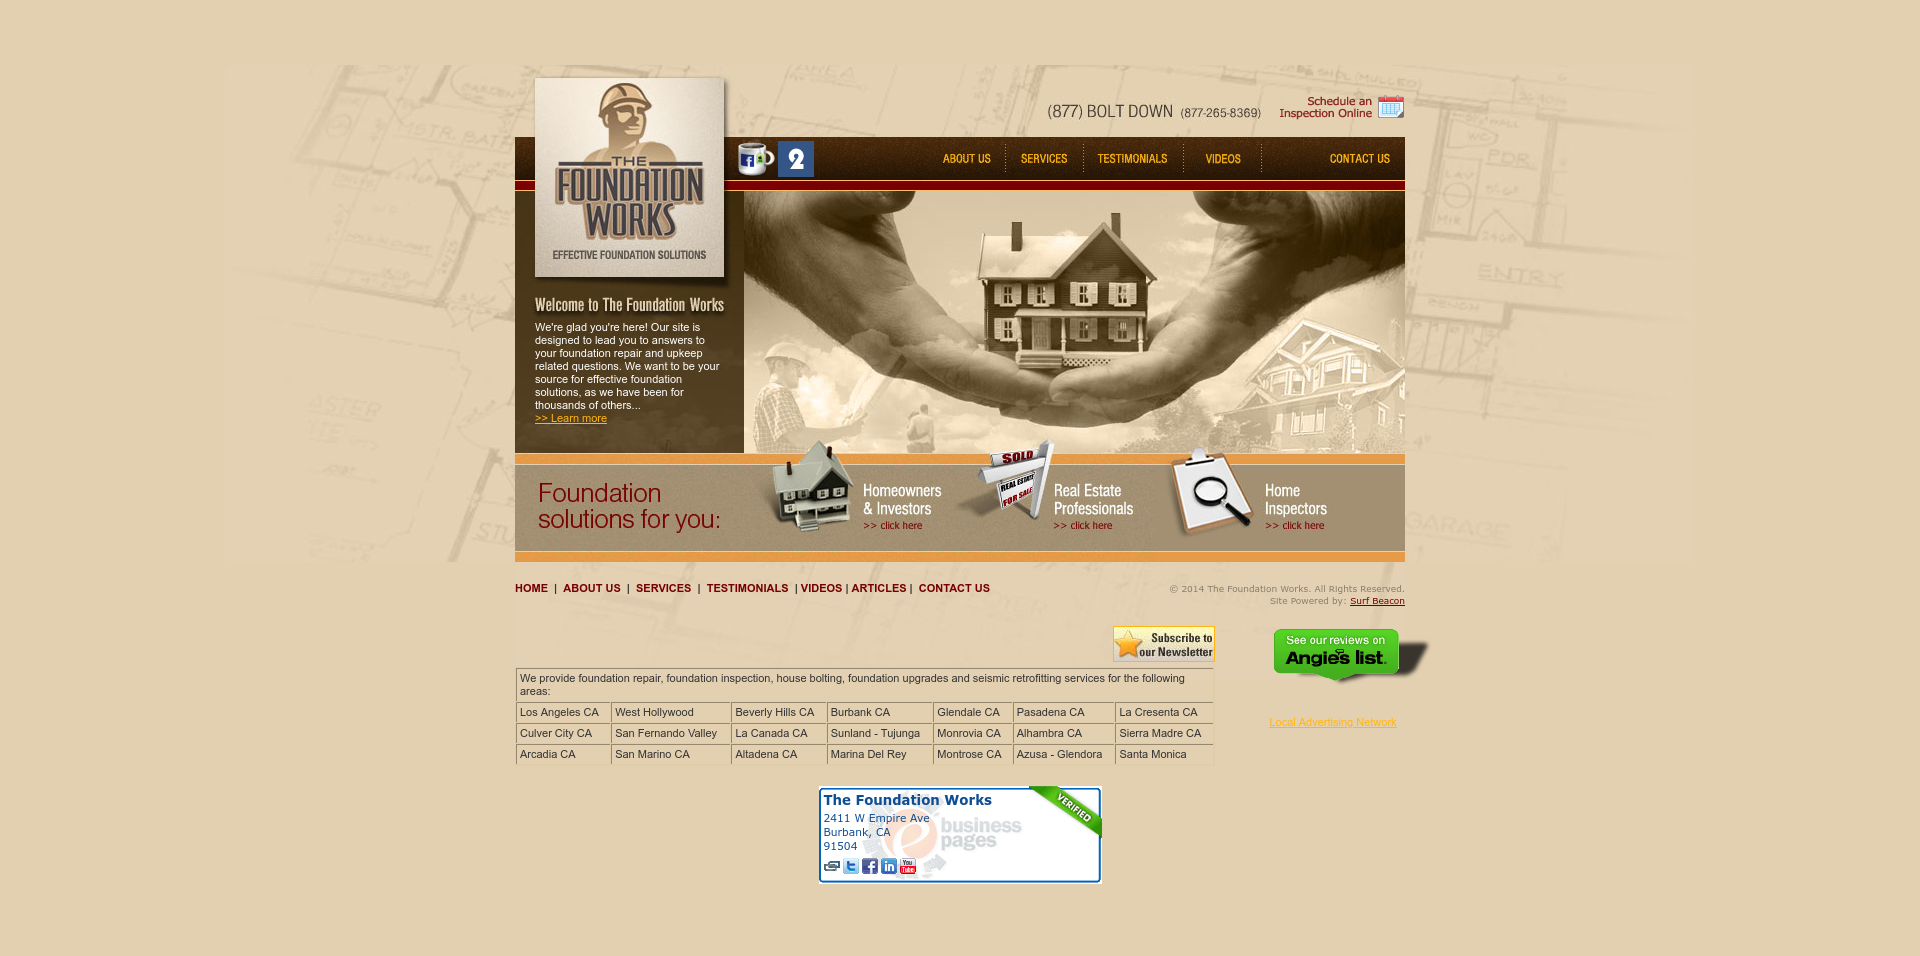 (877) BOLT DOWN (877-265-8369)
Schedule an
Inspection Online
THE
FOUNDATION
WORKS
EFFECTIVE FOUNDATION SOLUTIONS
2
ABOUT US
SERVICES
TESTIMONIALS
VIDEOS
CONTACT US
Welcome to The Foundation Works
We're glad you're here! Our site is
designed to lead you to answers to
your foundation repair and upkeep
related questions. We want to be your
source for effective foundation
solutions, as we have been for
thousands of others...
>> Learn more
ENTRY
GARAGE
Foundation
solutions for you:
Homeowners
& Investors
>> click here
SOLD
REAL ESTATE
FOR SALE
Real Estate
Professionals
>> click here
Home
Inspectors
>> click here
HOME | ABOUT US | SERVICES | TESTIMONIALS | VIDEOS | ARTICLES | CONTACT US
© 2014 The Foundation Works. All Rights Reserved.
Site Powered by: Surf Beacon
Subscribe to
our Newsletter
See our reviews on
Angie's list.
We provide foundation repair, foundation inspection, house bolting, foundation upgrades and seismic retrofitting services for the following
areas:
Los Angeles CA West Hollywood Beverly Hills CA Burbank CA Glendale CA Pasadena CA La Cresenta CA
Culver City CA San Fernando Valley La Canada CA Sunland - Tujunga Monrovia CA Alhambra CA Sierra Madre CA
Arcadia CA San Marino CA Altadena CA Marina Del Rey Montrose CA Azusa - Glendora Santa Monica
Local Advertising Network
The Foundation Works
2411 W Empire Ave
Burbank, CA
91504
business
pages
VERIFIED
You
Tube